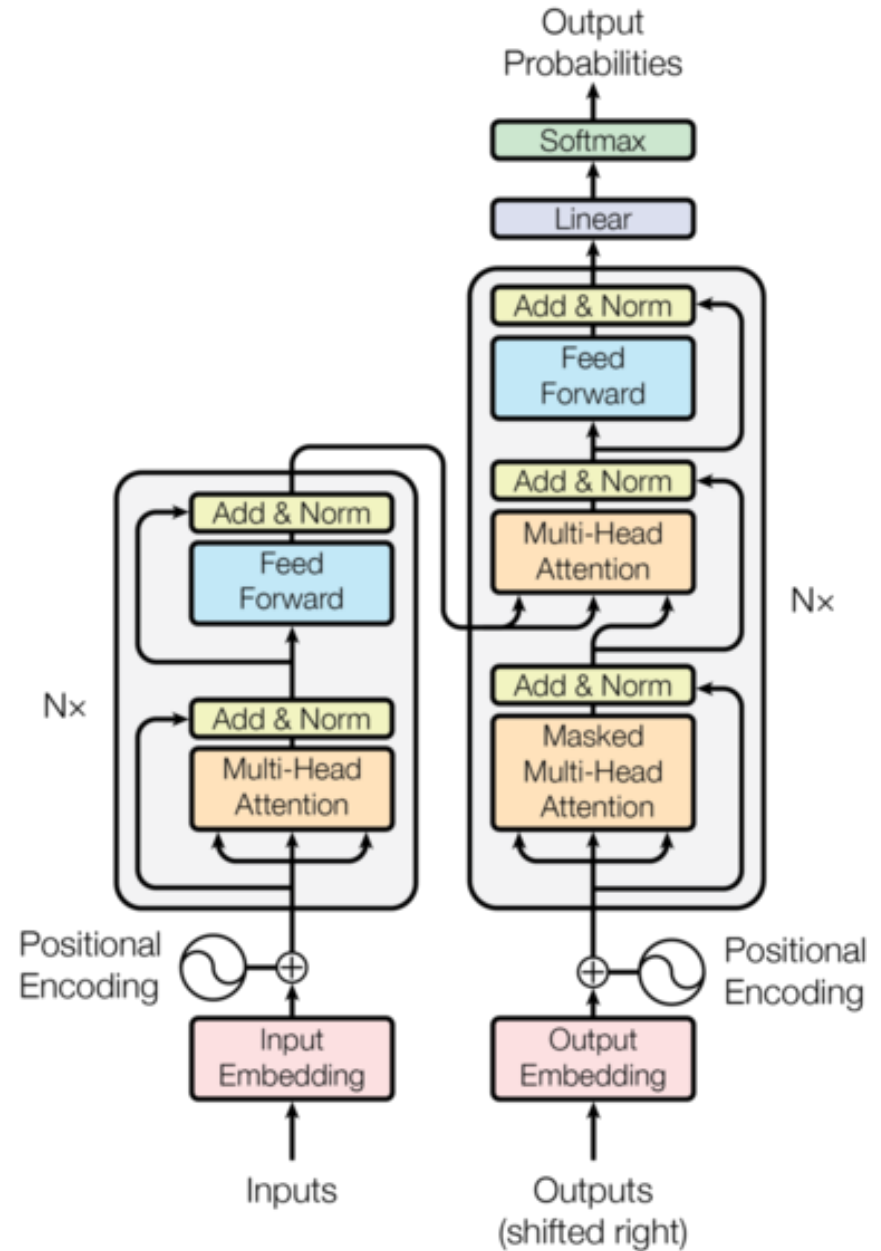 Output
Probabilities
Softmax
Linear
Add & Norm
Feed
Forward
Add & Norm
Multi-Head
Attention
Add & Norm
Masked
Multi-Head
Attention
N×
Add & Norm
Feed
Forward
Add & Norm
Multi-Head
Attention
N×
Positional
Encoding
Positional
Encoding
Input
Embedding
Output
Embedding
Inputs
Outputs
(shifted right)